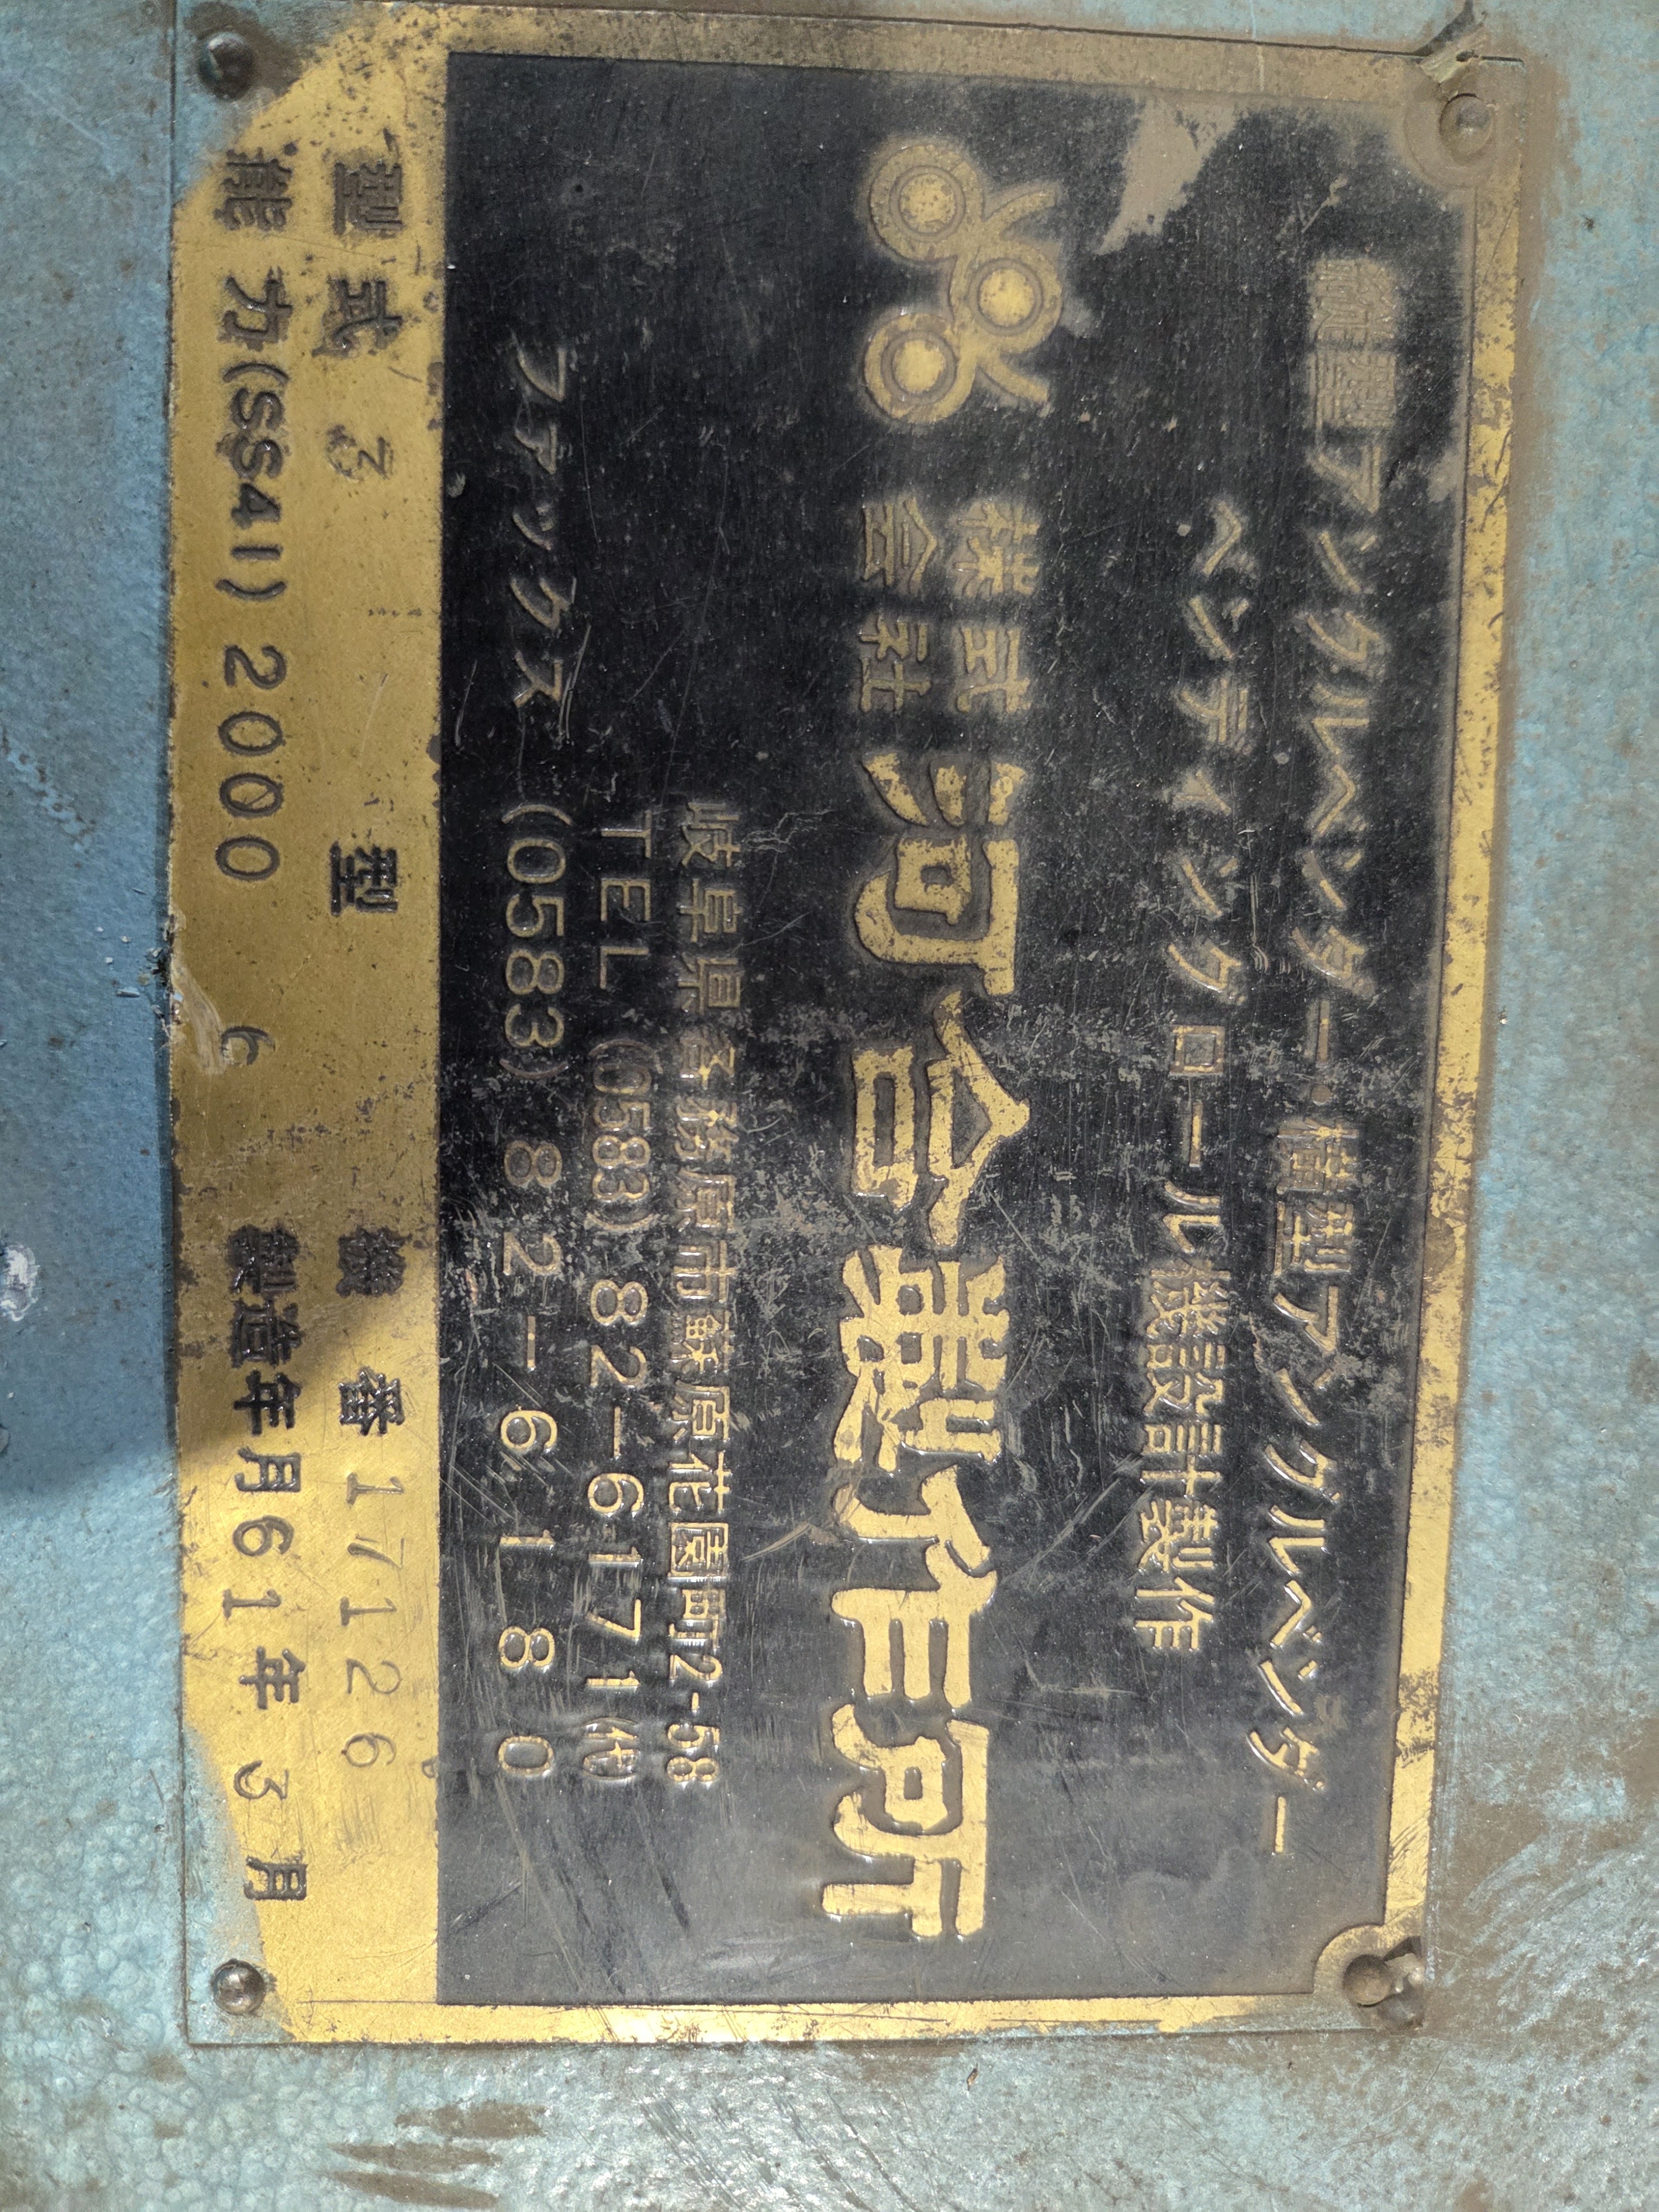 縦型アングルベンダー・横型アングルベンダー
ベンディングロール機設計製作
株式会社 河合製作所
岐阜県各務原市蘇原花園町2-58
TEL (0583) 82-6171(代)
ファックス (0583) 82-6180
型式 3 型 機番 17126
能力(SS41) 2000 製造年月61年3月